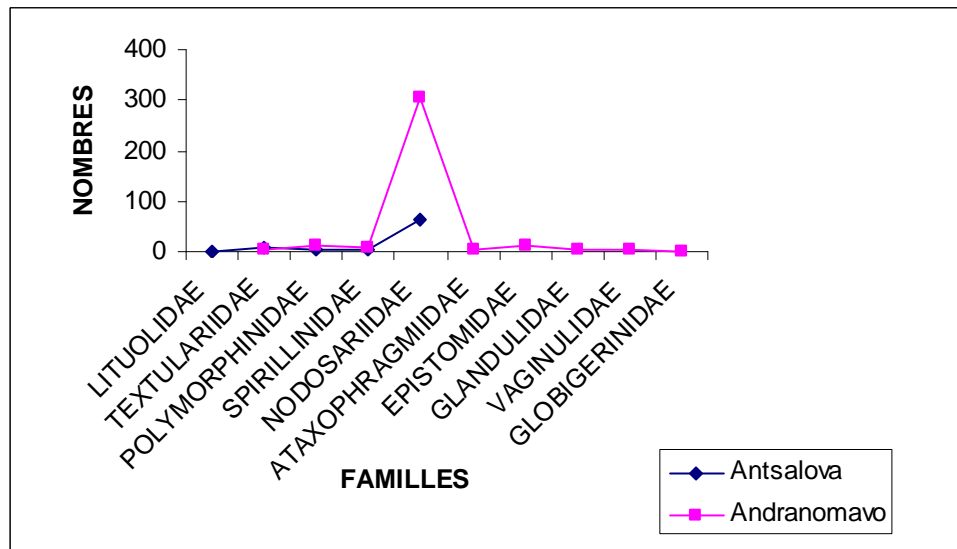 400
300
200
100
0
NOMBRES
LITUOLIDAE
TEXTULARIIDAE
POLYMORPHINIDAE
SPIRILLINIDAE
NODOSARIIDAE
ATAXOPHRAGMIIDAE
EPISTOMIDAE
GLANDULIDAE
VAGINULIDAE
GLOBIGERINIDAE
FAMILLES
Antsalova
Andranomavo